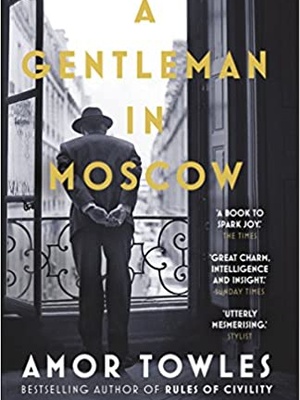 A
GENTLEMAN
IN
MOSCOW
'A BOOK TO
SPARK JOY.'
THE TIMES
'GREAT CHARM,
INTELLIGENCE
AND INSIGHT.'
SUNDAY TIMES
'UTTERLY
MESMERISING.'
STYLIST
AMOR TOWLES
BESTSELLING AUTHOR OF RULES OF CIVILITY